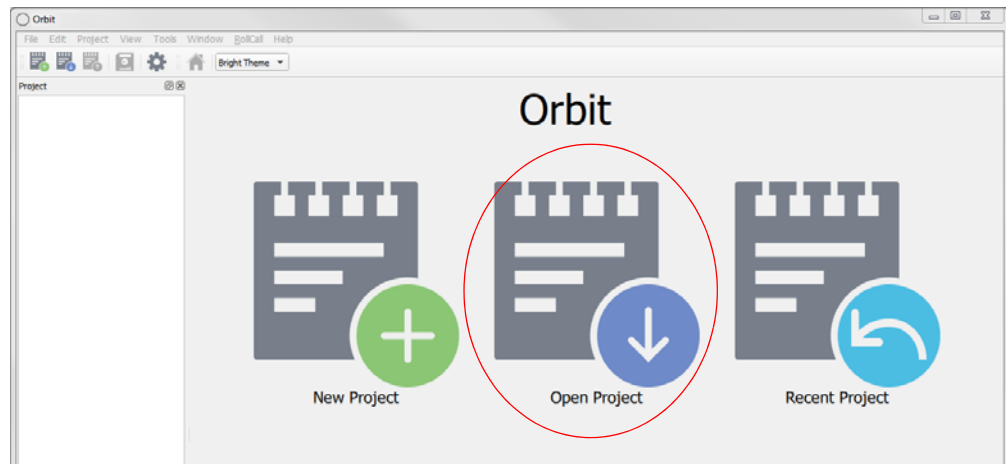 Orbit
File Edit Project View Tools Window RollCall Help
Bright Theme
Project
Orbit
New Project Open Project Recent Project